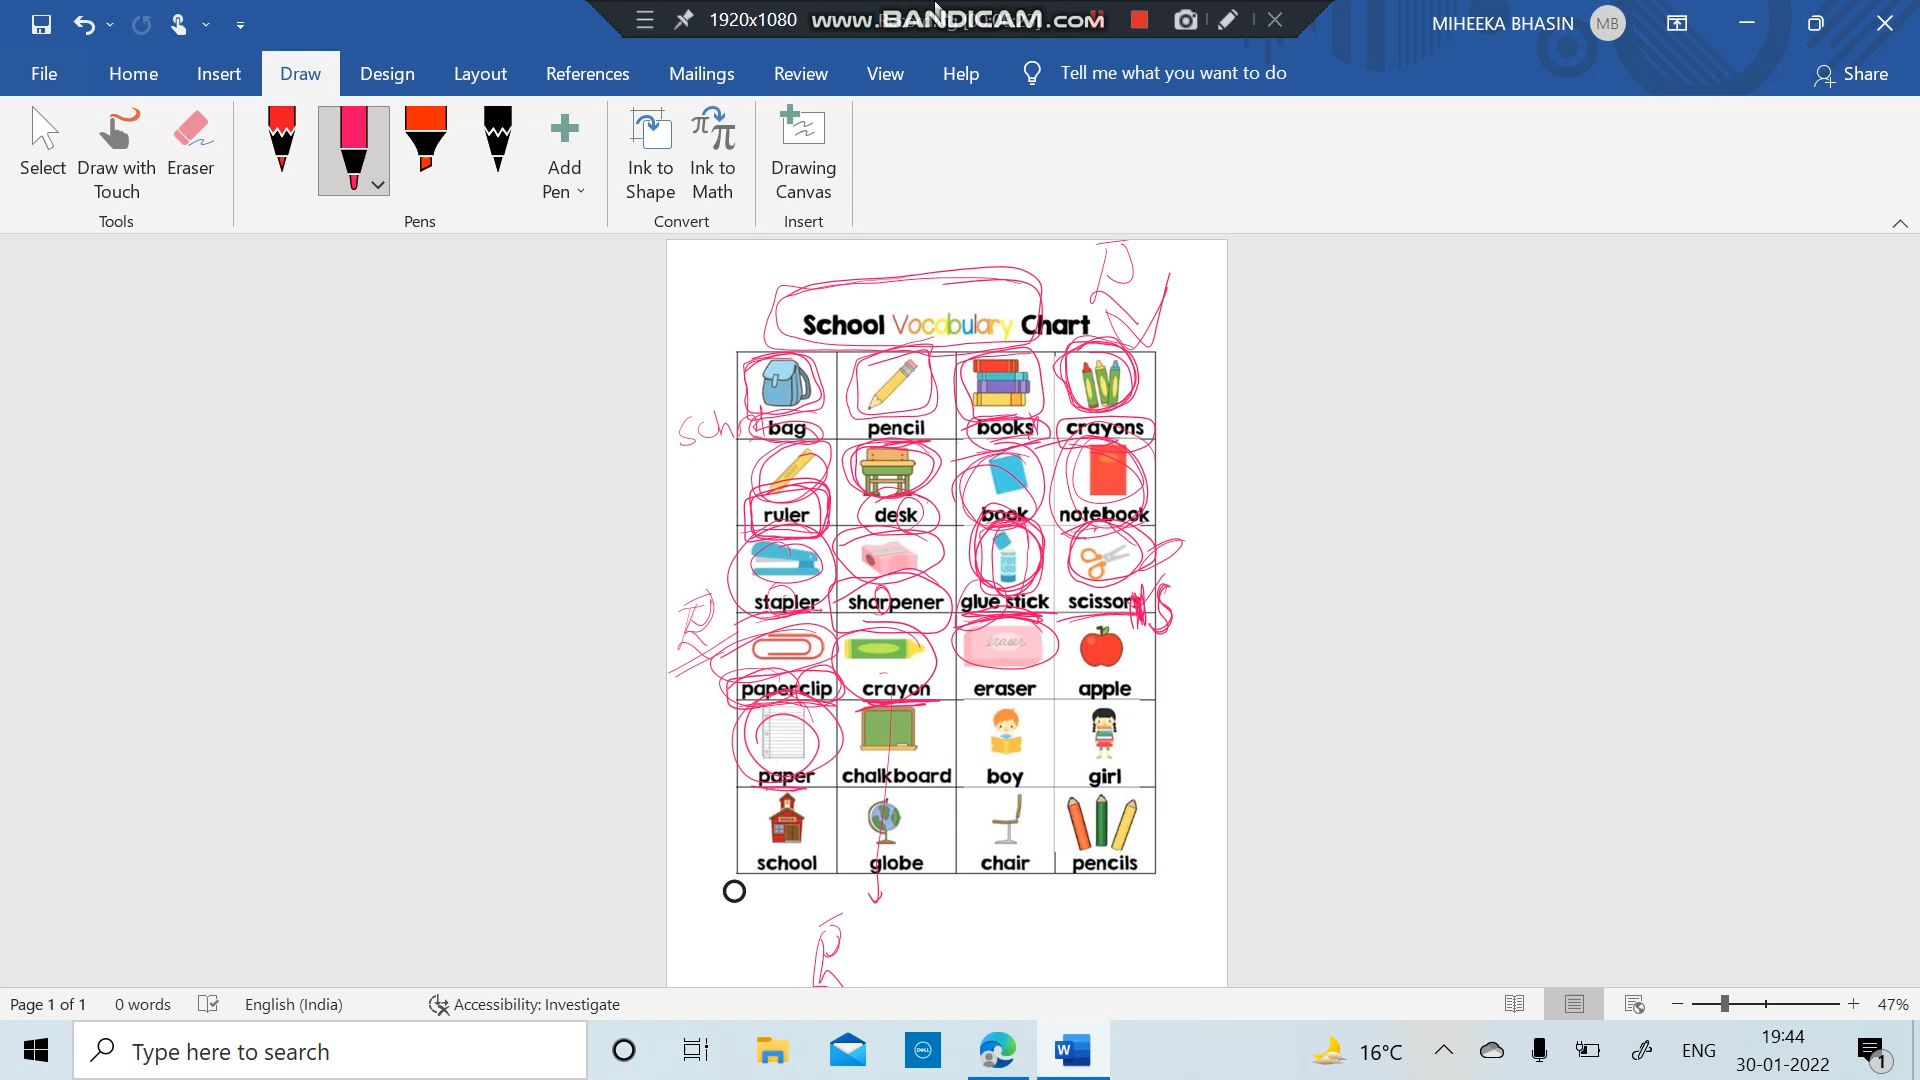 1920x1080 www.BANDICAM.com MIHEEKA BHASIN MB
File Home Insert Draw Design Layout References Mailings Review View Help Tell me what you want to do Share
Select Draw with Touch Eraser Add Pen Ink to Shape Ink to Math Drawing Canvas
Tools Pens Convert Insert
School Vocabulary Chart
bag pencil books crayons
ruler desk book notebook
stapler sharpener glue stick scissors
eraser
paperclip crayon eraser apple
paper chalkboard boy girl
school globe chair pencils
Page 1 of 1 0 words English (India) Accessibility: Investigate 47%
Type here to search DELL 16°C ENG 19:44
30-01-2022 1